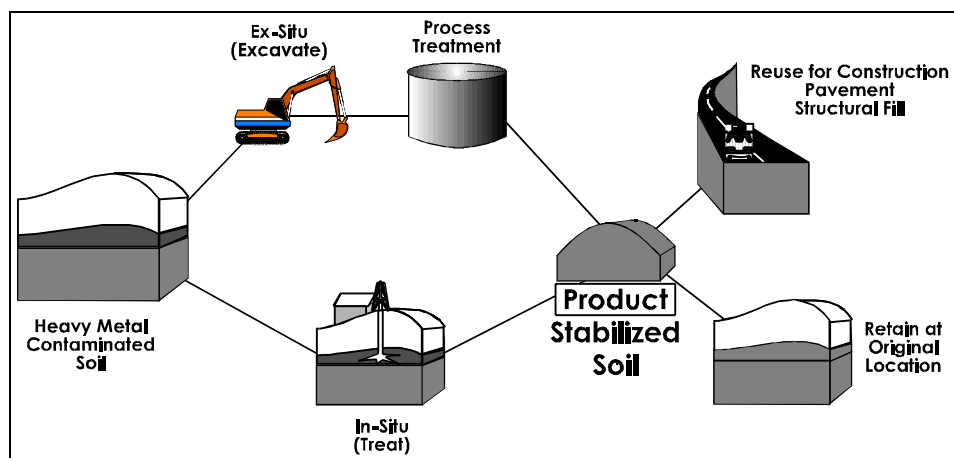 Ex-Situ
(Excavate)
Process
Treatment
Reuse for Construction
Pavement
Structural Fill
Heavy Metal
Contaminated
Soil
In-Situ
(Treat)
Product
Stabilized
Soil
Retain at
Original
Location